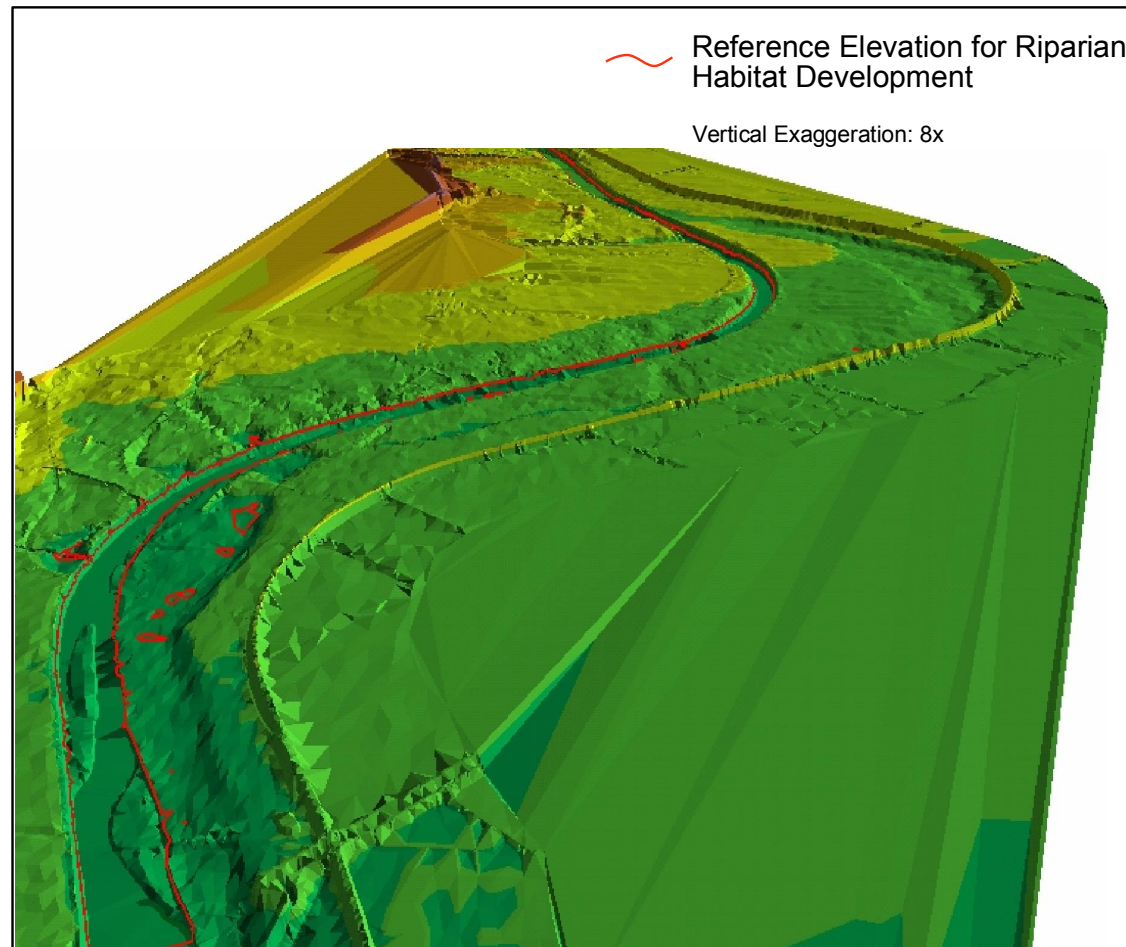 Reference Elevation for Riparian
Habitat Development
Vertical Exaggeration: 8x